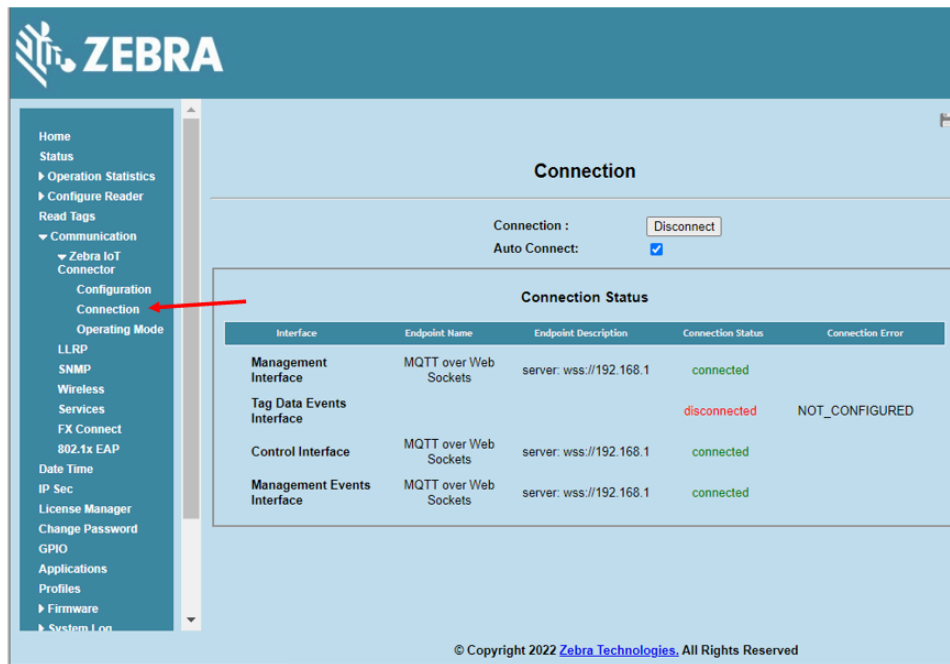 ZEBRA
Home
Status
Operation Statistics
Configure Reader
Read Tags
Communication
Zebra IoT
Connector
Configuration
Connection
Operating Mode
LLRP
SNMP
Wireless
Services
FX Connect
802.1x EAP
Date Time
IP Sec
License Manager
Change Password
GPIO
Applications
Profiles
Firmware
System Log
Connection
Connection : Disconnect
Auto Connect:
Connection Status
Interface Endpoint Name Endpoint Description Connection Status Connection Error
Management
Interface
MQTT over Web
Sockets
server: wss://192.168.1
connected
Tag Data Events
Interface
disconnected
NOT_CONFIGURED
Control Interface
MQTT over Web
Sockets
server: wss://192.168.1
connected
Management Events
Interface
MQTT over Web
Sockets
server: wss://192.168.1
connected
© Copyright 2022 Zebra Technologies. All Rights Reserved